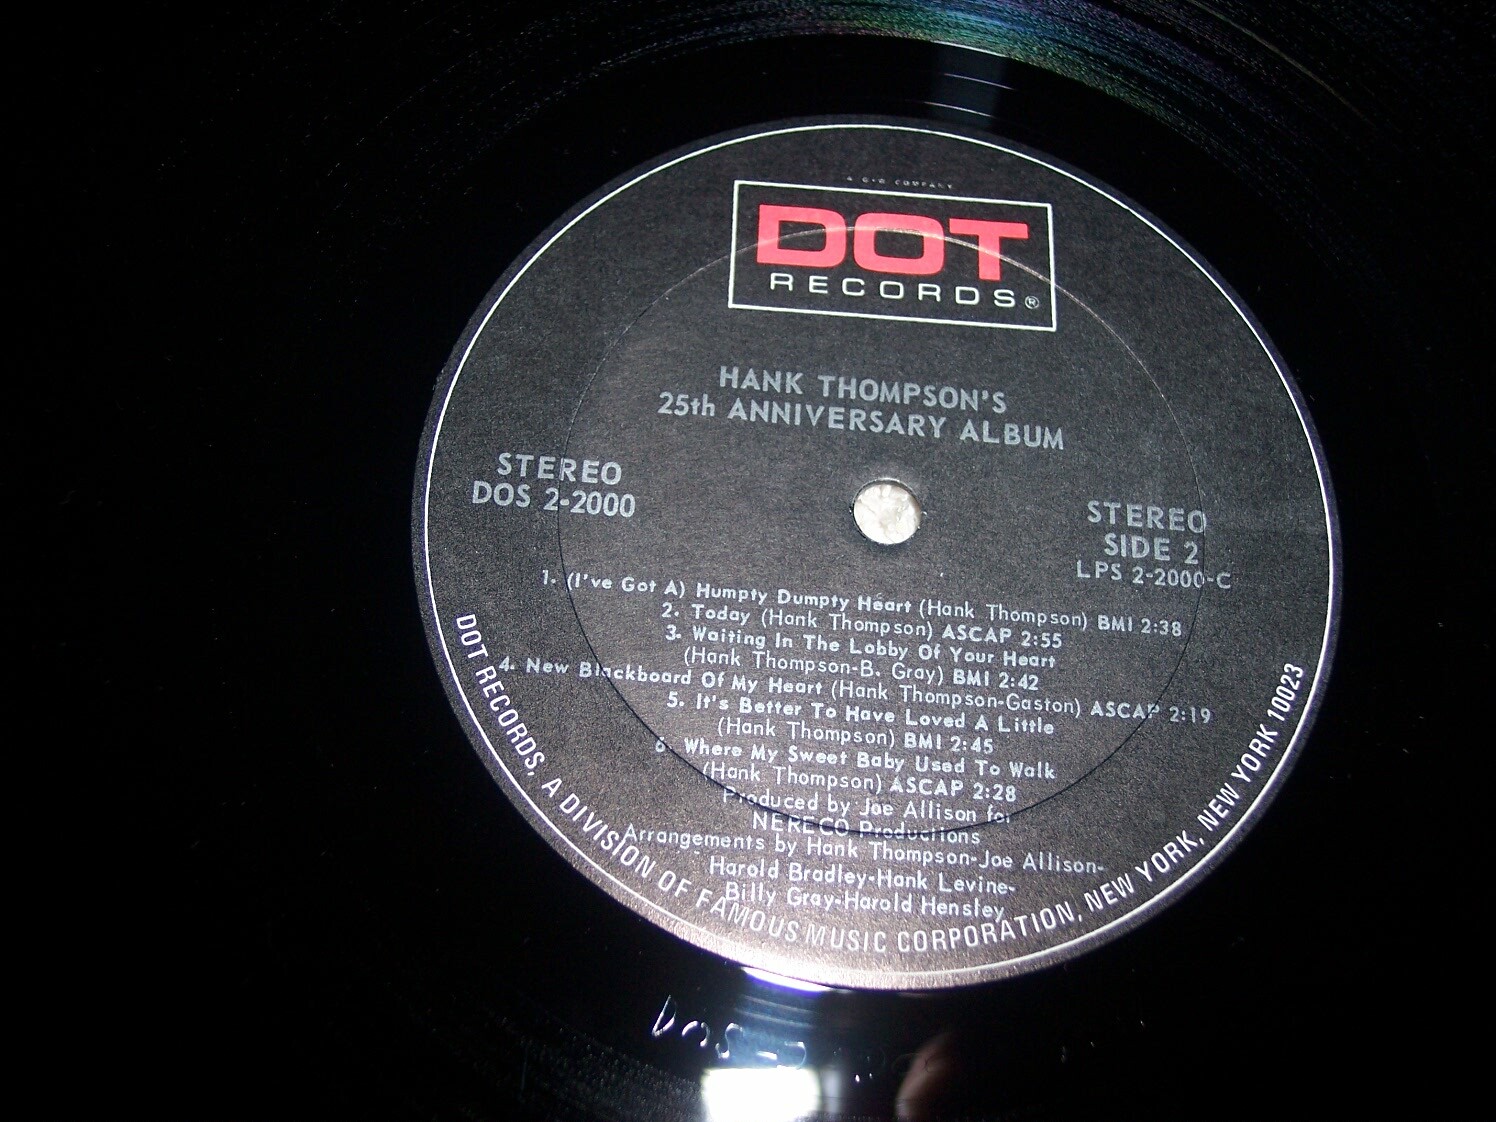 A G+W COMPANY
DOT
RECORDS®
HANK THOMPSON'S
25th ANNIVERSARY ALBUM
STEREO
DOS 2-2000
STEREO
SIDE 2
LPS 2-2000-C
1. (I've Got A) Humpty Dumpty Heart (Hank Thompson) BMI 2:38
2. Today (Hank Thompson) ASCAP 2:55
3. Waiting In The Lobby Of Your Heart
(Hank Thompson-B. Gray) BMI 2:42
4. New Blackboard Of My Heart (Hank Thompson-Gaston) ASCAP 2:19
5. It's Better To Have Loved A Little
(Hank Thompson) BMI 2:45
6. Where My Sweet Baby Used To Walk
(Hank Thompson) ASCAP 2:28
Produced by Joe Allison for
NERECO Productions
Arrangements by Hank Thompson-Joe Allison-
Harold Bradley-Hank Levine-
Billy Gray-Harold Hensley
DOT RECORDS, A DIVISION OF FAMOUS MUSIC CORPORATION, NEW YORK, NEW YORK 10023
DOS-2